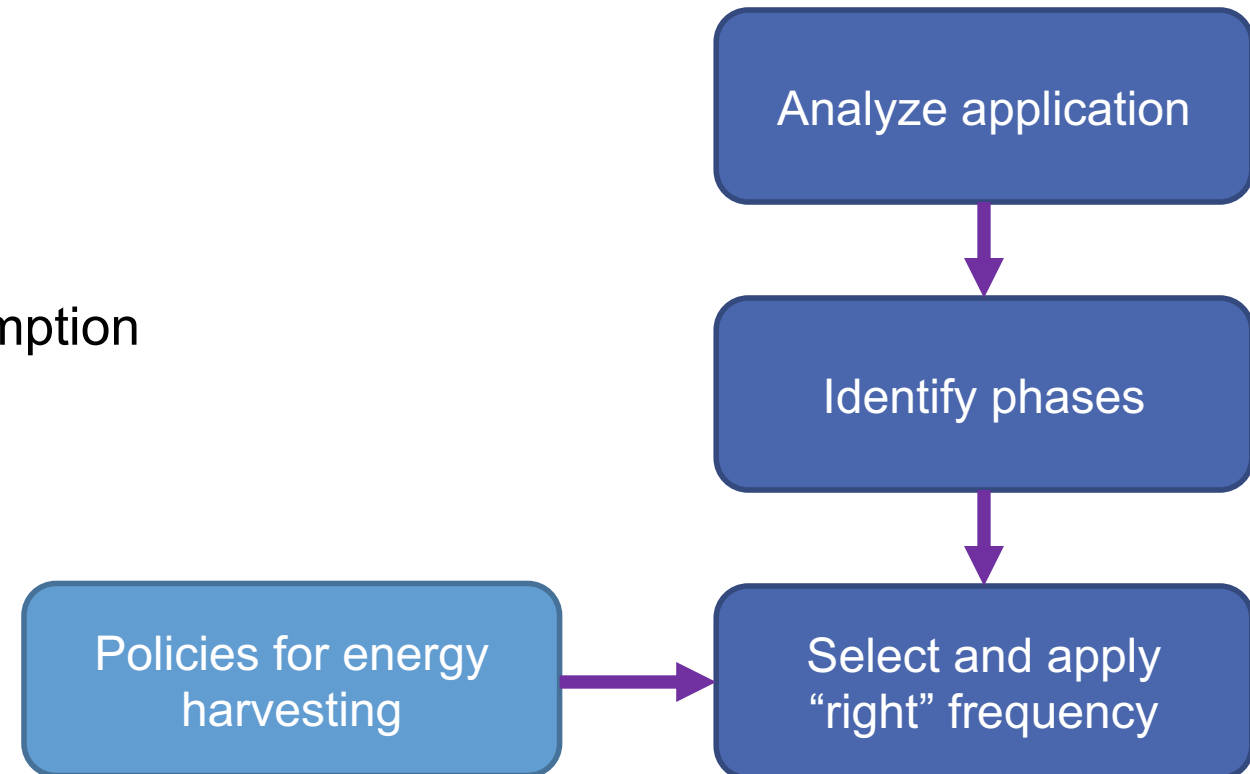 Analyze application
mption
Identify phases
Policies for energy
harvesting
Select and apply
“right” frequency